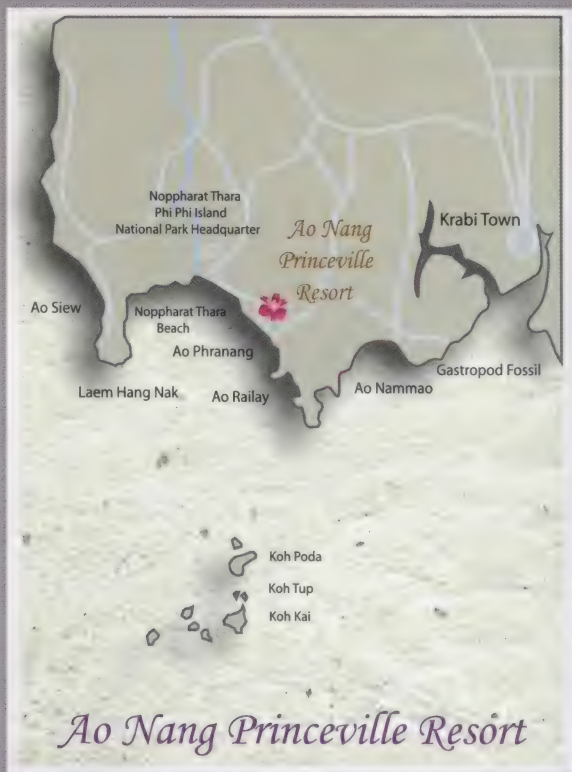 Noppharat Thara
Phi Phi Island
National Park Headquarter
Ao Nang
Princeville
Resort
Krabi Town
Ao Siew
Noppharat Thara
Beach
Ao Phranang
Gastropod Fossil
Laem Hang Nak
Ao Railay
Ao Nammao
Koh Poda
Koh Tup
Koh Kai
Ao Nang Princeville Resort